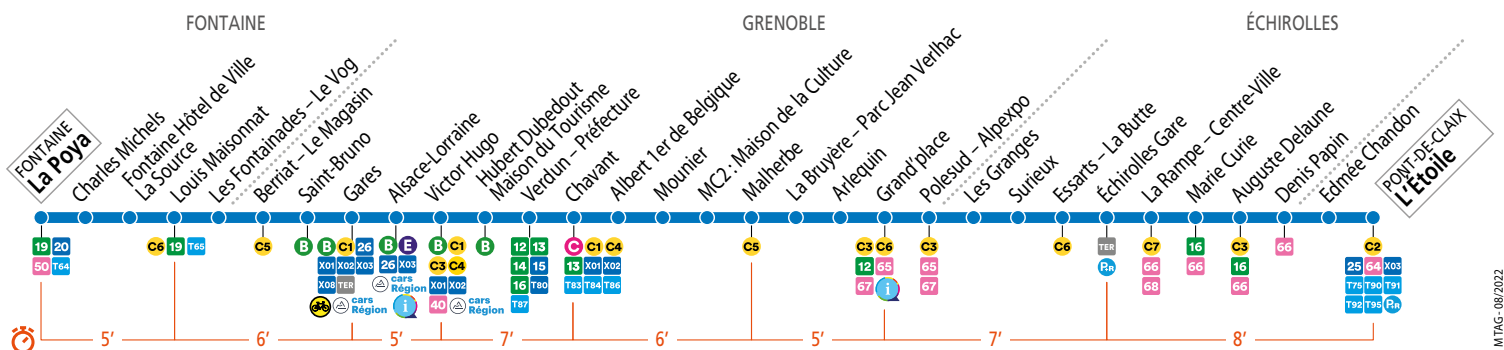 FONTAINE
GRENOBLE
ÉCHIROLLES
FONTAINE
La Poya
Charles Michels
Fontaine Hôtel de Ville
La Source
Louis Maisonnat
Les Fontainades – Le Vog
Berriat – Le Magasin
Saint-Bruno
Gares
Alsace-Lorraine
Victor Hugo
Hubert Dubedout
Maison du Tourisme
Verdun – Préfecture
Chavant
Albert 1er de Belgique
Mounier
MC2 : Maison de la Culture
Malherbe
La Bruyère – Parc Jean Verlhac
Arlequin
Grand'place
Polesud – Alpexpo
Les Granges
Surieux
Essarts – La Butte
Échirolles Gare
La Rampe – Centre-Ville
Marie Curie
Auguste Delaune
Denis Papin
Edmée Chandon
PONT-DE-CLAIX
L'Étoile
19 20
50 T64
C6 19 T65
C5
B
B C1 26
X01 X02 X03
X08 TER
cars
Région
B E
26 X03
cars
Région
i
B C1
C3 C4
X01 X02
40
cars
Région
B
12 13
14 15
16 T80
T87
C C1 C4
13 X01 X02
T83 T84 T86
C5
C3 C6
12 65
67 i
C3
65
67
C6
TER
P+R
C7
66
68
16
66
C3
16
66
66
C2
25 64 X03
T75 T90 T91
T92 T95 P+R
5’ 6’ 5’ 7’ 6’ 5’ 7’ 8’
M TAG - 08/2022